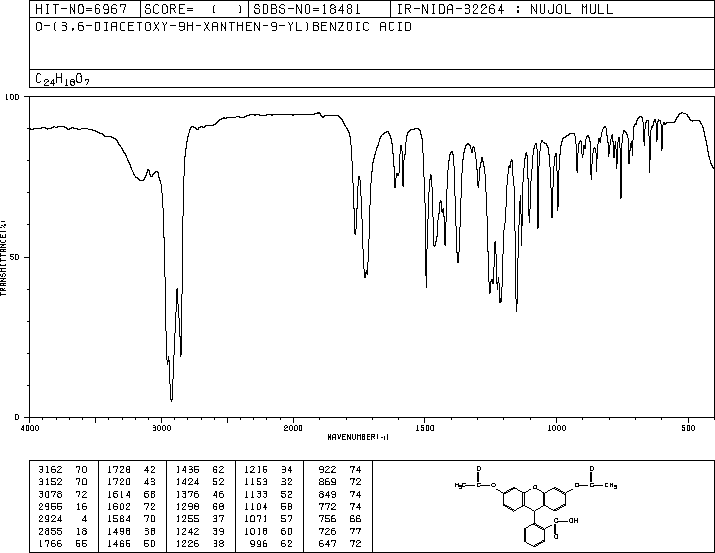 HIT-NO=6967 SCORE= ( ) SDBS-NO=18481 IR-NIDA-32264 : NUJOL MULL
O-(3,6-DIACETOXY-9H-XANTHEN-9-YL)BENZOIC ACID
C24H18O7
100
50
0
TRANSMITTANCE(%)
4000 3000 2000 1500 1000 500
WAVENUMBER(-1)
3162 70 1728 42 1436 62 1216 34 922 74
3152 70 1720 43 1424 52 1153 32 869 72
3078 72 1614 68 1376 46 1133 52 849 74
2955 16 1602 72 1298 68 1104 58 772 74
2924 4 1584 70 1255 37 1071 57 756 66
2855 18 1498 38 1242 39 1018 60 726 77
1766 55 1466 50 1226 38 996 62 647 72
O O
H3C C O O O C CH3
C OH
O